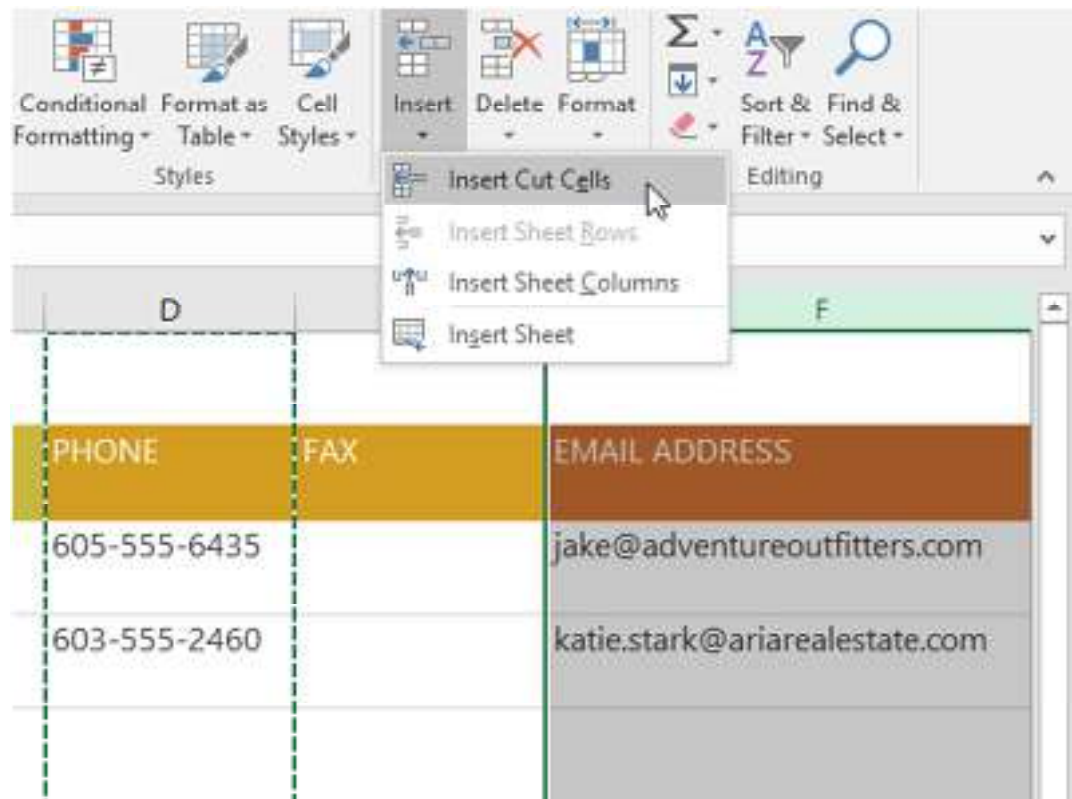 Conditional Formatting
Format as Table
Cell Styles
Insert
Delete
Format
Σ
AZ
Sort & Filter
Find & Select
Styles
Editing
Insert Cut Cells
Insert Sheet Rows
Insert Sheet Columns
Insert Sheet
D
F
PHONE
FAX
EMAIL ADDRESS
605-555-6435
jake@adventureoutfitters.com
603-555-2460
katie.stark@ariarealestate.com